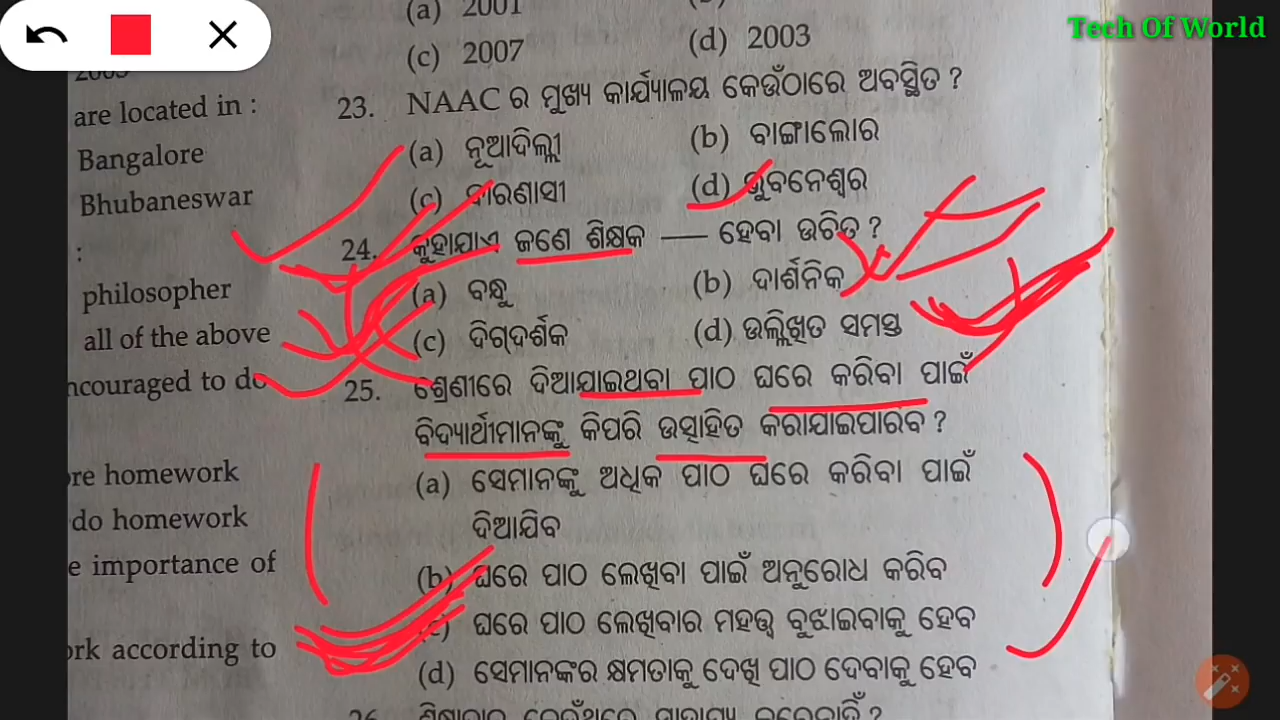 Tech Of World
(a) 2001
(c) 2007 (d) 2003
are located in :
Bangalore
Bhubaneswar
:
philosopher
all of the above
ncouraged to do
re homework
do homework
e importance of
ork according to
23. NAAC ର ମୁଖ୍ୟ କାର୍ଯ୍ୟାଳୟ କେଉଁଠାରେ ଅବସ୍ଥିତ ?
(a) ନୂଆଦିଲ୍ଲୀ (b) ବାଙ୍ଗାଲୋର
(c) ବାରଣାସୀ (d) ଭୁବନେଶ୍ୱର
24. କୁହାଯାଏ ଜଣେ ଶିକ୍ଷକ —— ହେବା ଉଚିତ ?
(a) ବନ୍ଧୁ (b) ଦାର୍ଶନିକ
(c) ଦିଗ୍‌ଦର୍ଶକ (d) ଉଲ୍ଲିଖିତ ସମସ୍ତ
25. ଶ୍ରେଣୀରେ ଦିଆଯାଇଥିବା ପାଠ ଘରେ କରିବା ପାଇଁ
ବିଦ୍ୟାର୍ଥୀମାନଙ୍କୁ କିପରି ଉତ୍ସାହିତ କରାଯାଇପାରିବ ?
(a) ସେମାନଙ୍କୁ ଅଧିକ ପାଠ ଘରେ କରିବା ପାଇଁ
ଦିଆଯିବ
(b) ଘରେ ପାଠ ଲେଖିବା ପାଇଁ ଅନୁରୋଧ କରିବ
(c) ଘରେ ପାଠ ଲେଖିବାର ମହତ୍ତ୍ୱ ବୁଝାଇବାକୁ ହେବ
(d) ସେମାନଙ୍କର କ୍ଷମତାକୁ ଦେଖି ପାଠ ଦେବାକୁ ହେବ